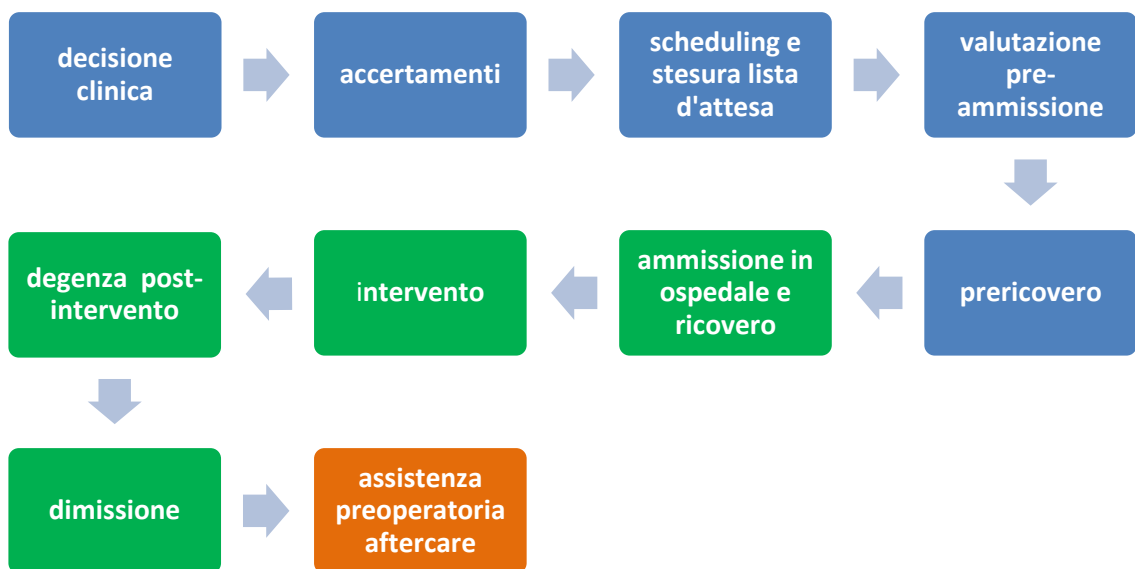 decisione
clinica
accertamenti
scheduling e
stesura lista
d'attesa
valutazione
pre-
ammissione
prericovero
ammissione in
ospedale e
ricovero
intervento
degenza post-
intervento
dimissione
assistenza
preoperatoria
aftercare